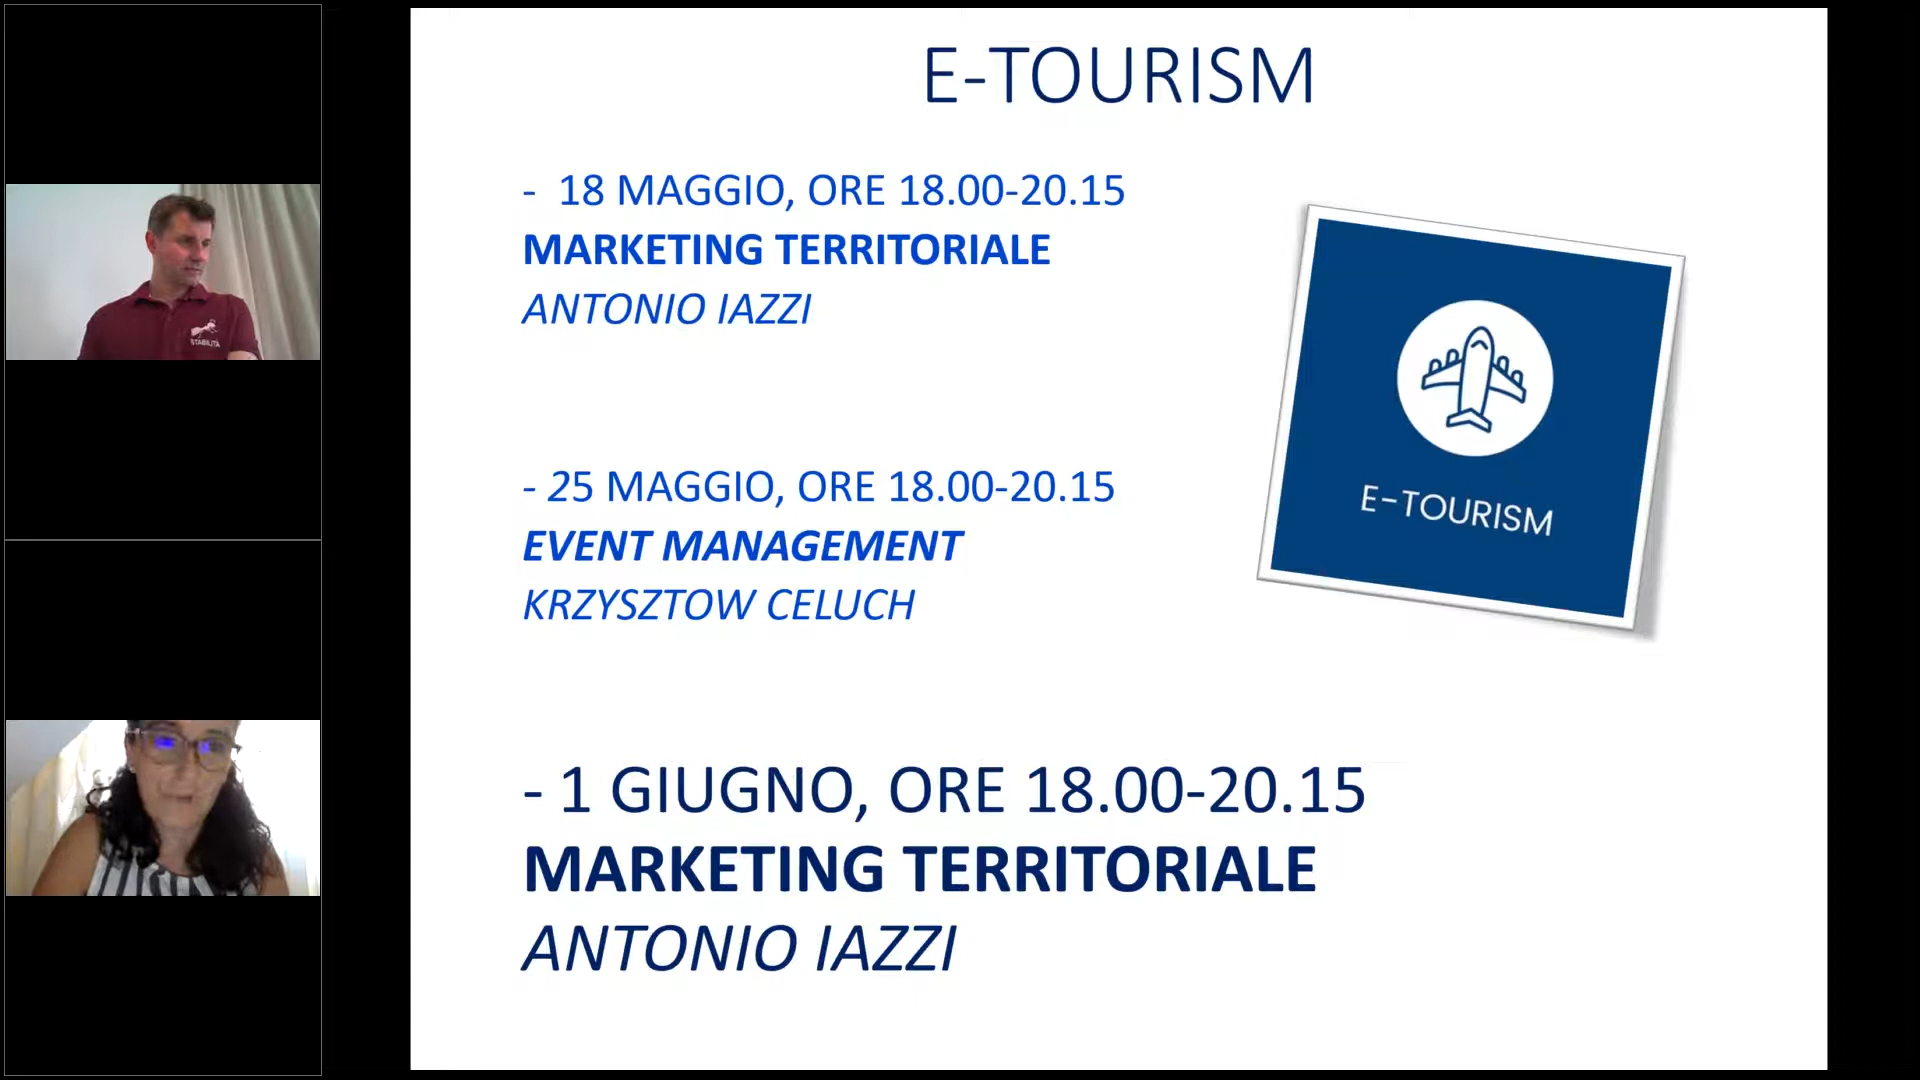 E-TOURISM
- 18 MAGGIO, ORE 18.00-20.15
MARKETING TERRITORIALE
ANTONIO IAZZI
- 25 MAGGIO, ORE 18.00-20.15
EVENT MANAGEMENT
KRZYSZTOW CELUCH
- 1 GIUGNO, ORE 18.00-20.15
MARKETING TERRITORIALE
ANTONIO IAZZI
E-TOURISM
STABILITÀ